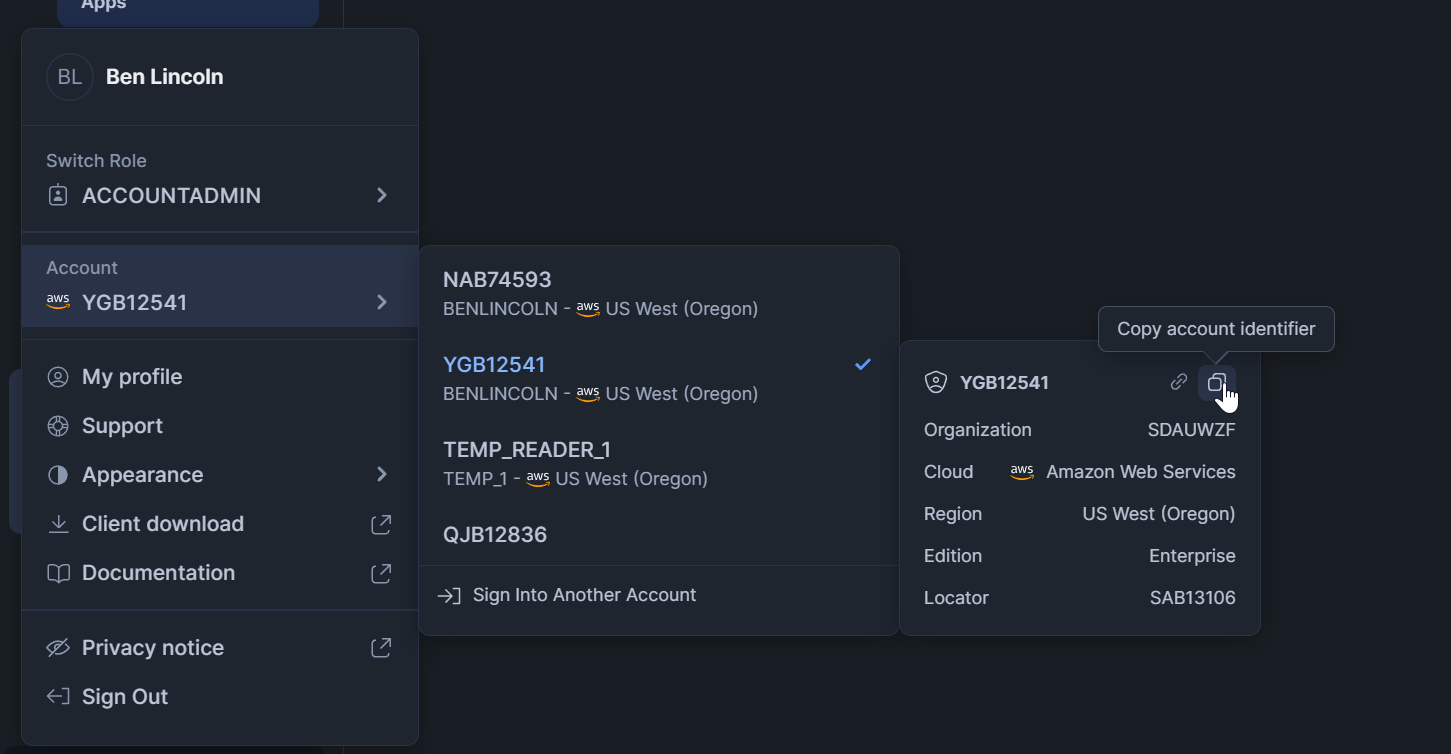 Apps
BL Ben Lincoln
Switch Role
ACCOUNTADMIN
Account
aws YGB12541
My profile
Support
Appearance
Client download
Documentation
Privacy notice
Sign Out
NAB74593
BENLINCOLN - aws US West (Oregon)
YGB12541
BENLINCOLN - aws US West (Oregon)
TEMP_READER_1
TEMP_1 - aws US West (Oregon)
QJB12836
Sign Into Another Account
Copy account identifier
YGB12541
Organization SDAUWZF
Cloud aws Amazon Web Services
Region US West (Oregon)
Edition Enterprise
Locator SAB13106